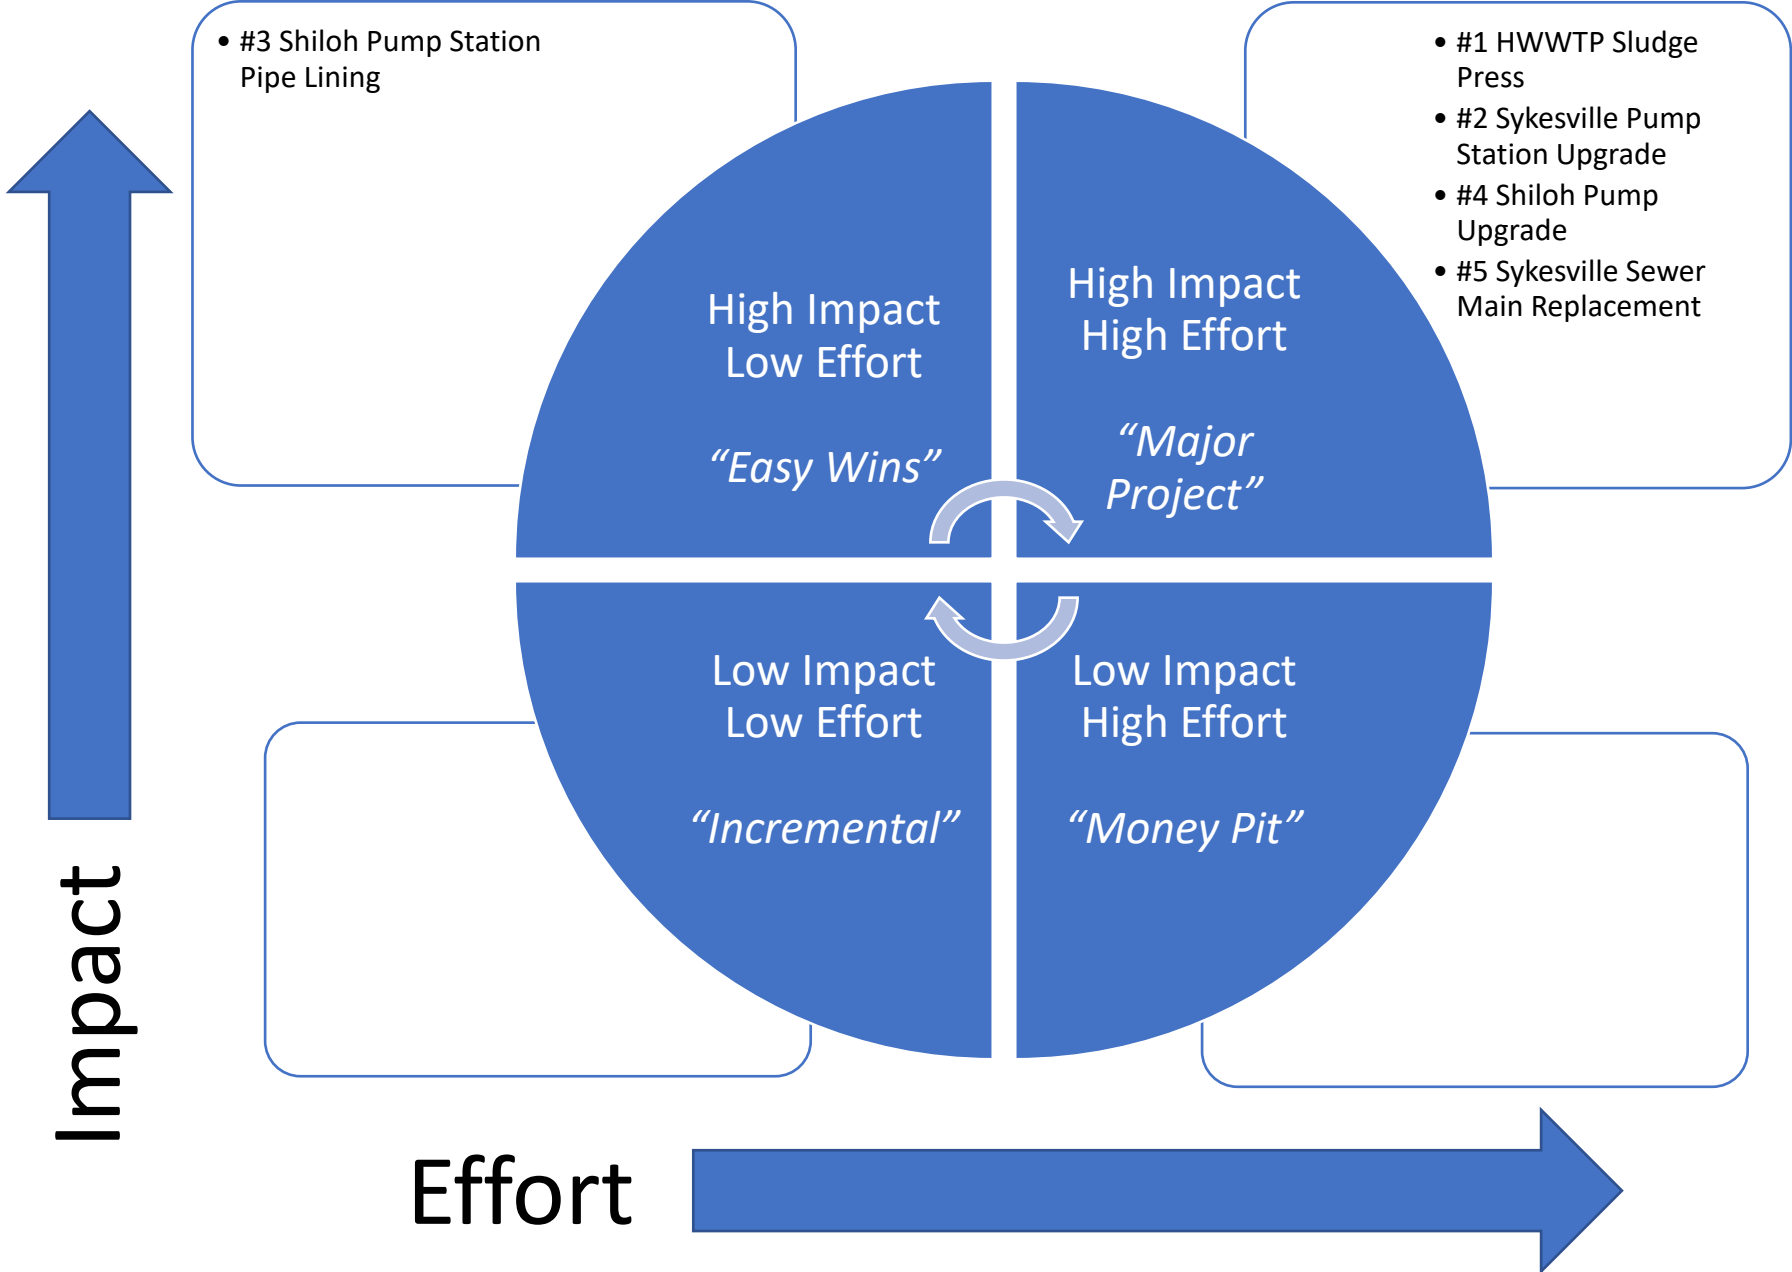 • #3 Shiloh Pump Station
Pipe Lining
• #1 HWWTP Sludge
Press
• #2 Sykesville Pump
Station Upgrade
• #4 Shiloh Pump
Upgrade
• #5 Sykesville Sewer
Main Replacement
High Impact
Low Effort
“Easy Wins”
High Impact
High Effort
“Major
Project”
Low Impact
Low Effort
“Incremental”
Low Impact
High Effort
“Money Pit”
Impact
Effort